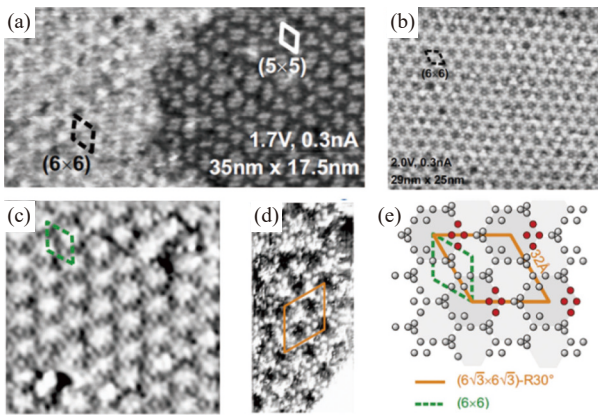 (a)
(5×5)
(6×6)
1.7V, 0.3nA
35nm x 17.5nm
(b)
(6×6)
2.0V, 0.3nA
29nm x 25nm
(c)
(d)
(e)
32Å
(6√3×6√3)-R30°
(6×6)